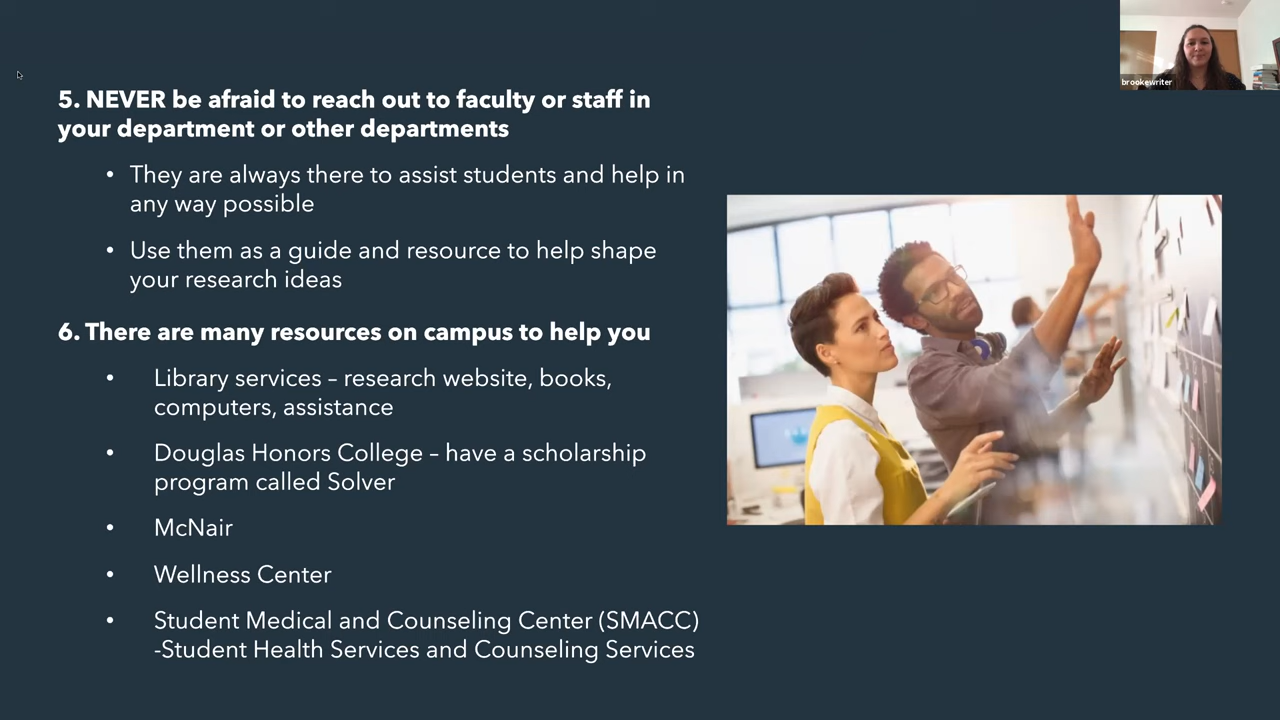 5. NEVER be afraid to reach out to faculty or staff in
your department or other departments
• They are always there to assist students and help in
any way possible
• Use them as a guide and resource to help shape
your research ideas
6. There are many resources on campus to help you
• Library services – research website, books,
computers, assistance
• Douglas Honors College – have a scholarship
program called Solver
• McNair
• Wellness Center
• Student Medical and Counseling Center (SMACC)
-Student Health Services and Counseling Services
brookewriter